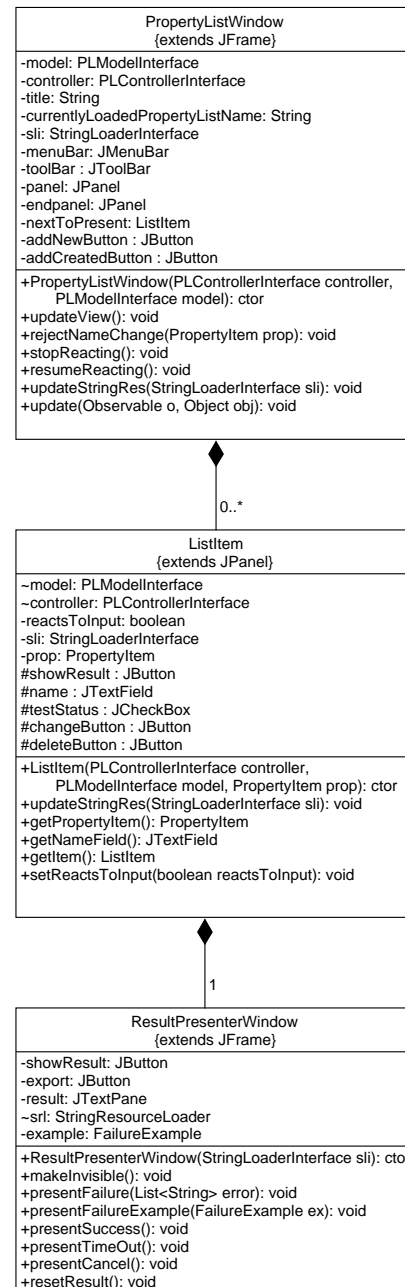 PropertyListWindow
{extends JFrame}
-model: PLModelInterface
-controller: PLControllerInterface
-title: String
-currentlyLoadedPropertyListName: String
-sli: StringLoaderInterface
-menuBar: JMenuBar
-toolBar : JToolBar
-panel: JPanel
-endpanel: JPanel
-nextToPresent: ListItem
-addNewButton : JButton
-addCreatedButton : JButton
+PropertyListWindow(PLControllerInterface controller,
PLModelInterface model): ctor
+updateView(): void
+rejectNameChange(PropertyItem prop): void
+stopReacting(): void
+resumeReacting(): void
+updateStringRes(StringLoaderInterface sli): void
+update(Observable o, Object obj): void
0..*
ListItem
{extends JPanel}
~model: PLModelInterface
~controller: PLControllerInterface
-reactsToInput: boolean
-sli: StringLoaderInterface
-prop: PropertyItem
#showResult : JButton
#name : JTextField
#testStatus : JCheckBox
#changeButton : JButton
#deleteButton : JButton
+ListItem(PLControllerInterface controller,
PLModelInterface model, PropertyItem prop): ctor
+updateStringRes(StringLoaderInterface sli): void
+getPropertyItem(): PropertyItem
+getNameField(): JTextField
+getItem(): ListItem
+setReactsToInput(boolean reactsToInput): void
1
ResultPresenterWindow
{extends JFrame}
-showResult: JButton
-export: JButton
-result: JTextPane
~srl: StringResourceLoader
-example: FailureExample
+ResultPresenterWindow(StringLoaderInterface sli): cto
+makeInvisible(): void
+presentFailure(List<String> error): void
+presentFailureExample(FailureExample ex): void
+presentSuccess(): void
+presentTimeOut(): void
+presentCancel(): void
+resetResult(): void